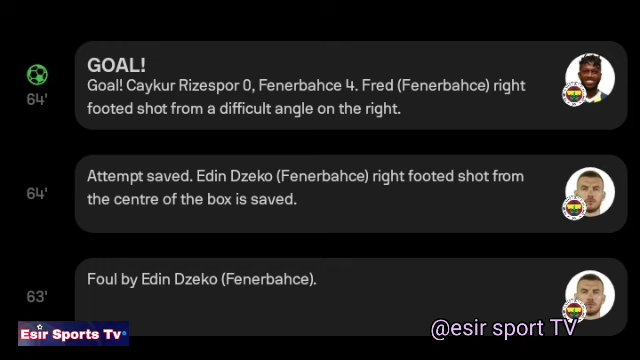 GOAL!
Goal! Caykur Rizespor 0, Fenerbahce 4. Fred (Fenerbahce) right
footed shot from a difficult angle on the right.
64'
Attempt saved. Edin Dzeko (Fenerbahce) right footed shot from
the centre of the box is saved.
64'
Foul by Edin Dzeko (Fenerbahce).
63'
Esir Sports Tv
@esir sport TV